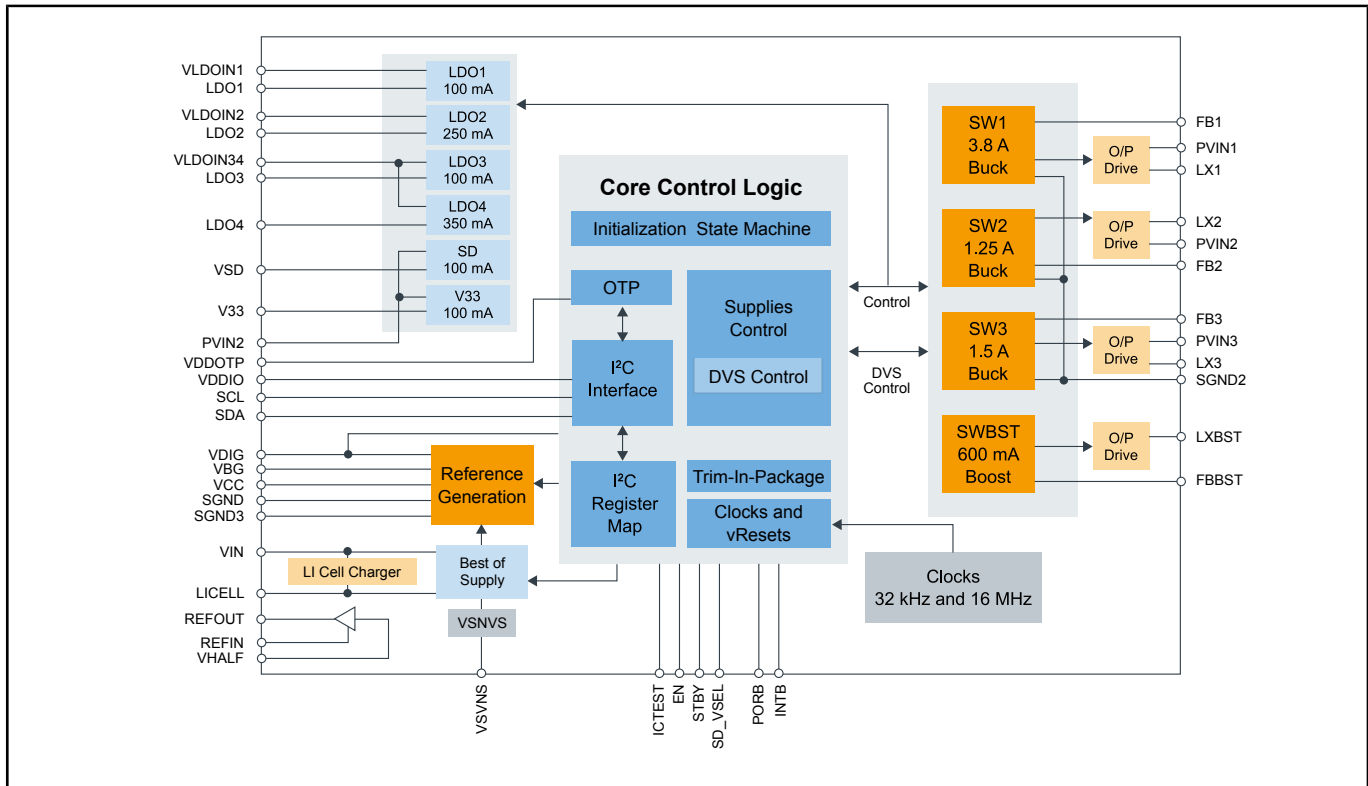 VLDOIN1
LDO1
VLDOIN2
LDO2
VLDOIN34
LDO3
LDO4
VSD
V33
PVIN2
VDDOTP
VDDIO
SCL
SDA
VDIG
VBG
VCC
SGND
SGND3
VIN
LICELL
REFOUT
REFIN
VHALF
LDO1
100 mA
LDO2
250 mA
LDO3
100 mA
LDO4
350 mA
SD
100 mA
V33
100 mA
Core Control Logic
Initialization State Machine
OTP
I²C
Interface
I²C
Register
Map
Supplies
Control
DVS Control
Trim-In-Package
Clocks and
vResets
Reference
Generation
Best of
Supply
LI Cell Charger
VSNVS
Control
DVS
Control
Clocks
32 kHz and 16 MHz
SW1
3.8 A
Buck
SW2
1.25 A
Buck
SW3
1.5 A
Buck
SWBST
600 mA
Boost
O/P
Drive
O/P
Drive
O/P
Drive
O/P
Drive
FB1
PVIN1
LX1
LX2
PVIN2
FB2
FB3
PVIN3
LX3
SGND2
LXBST
FBBST
VSVNS
ICTEST
EN
STBY
SD_VSEL
PORB
INTB